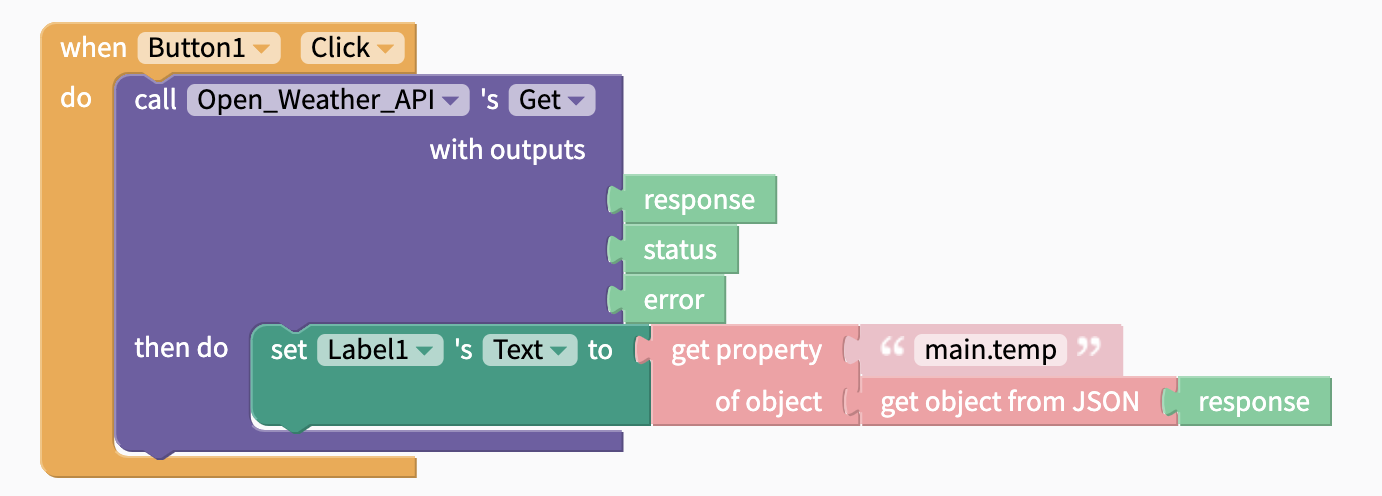 when Button1 Click
do call Open_Weather_API 's Get
with outputs
response
status
error
then do set Label1 's Text to get property “ main.temp ”
of object get object from JSON response